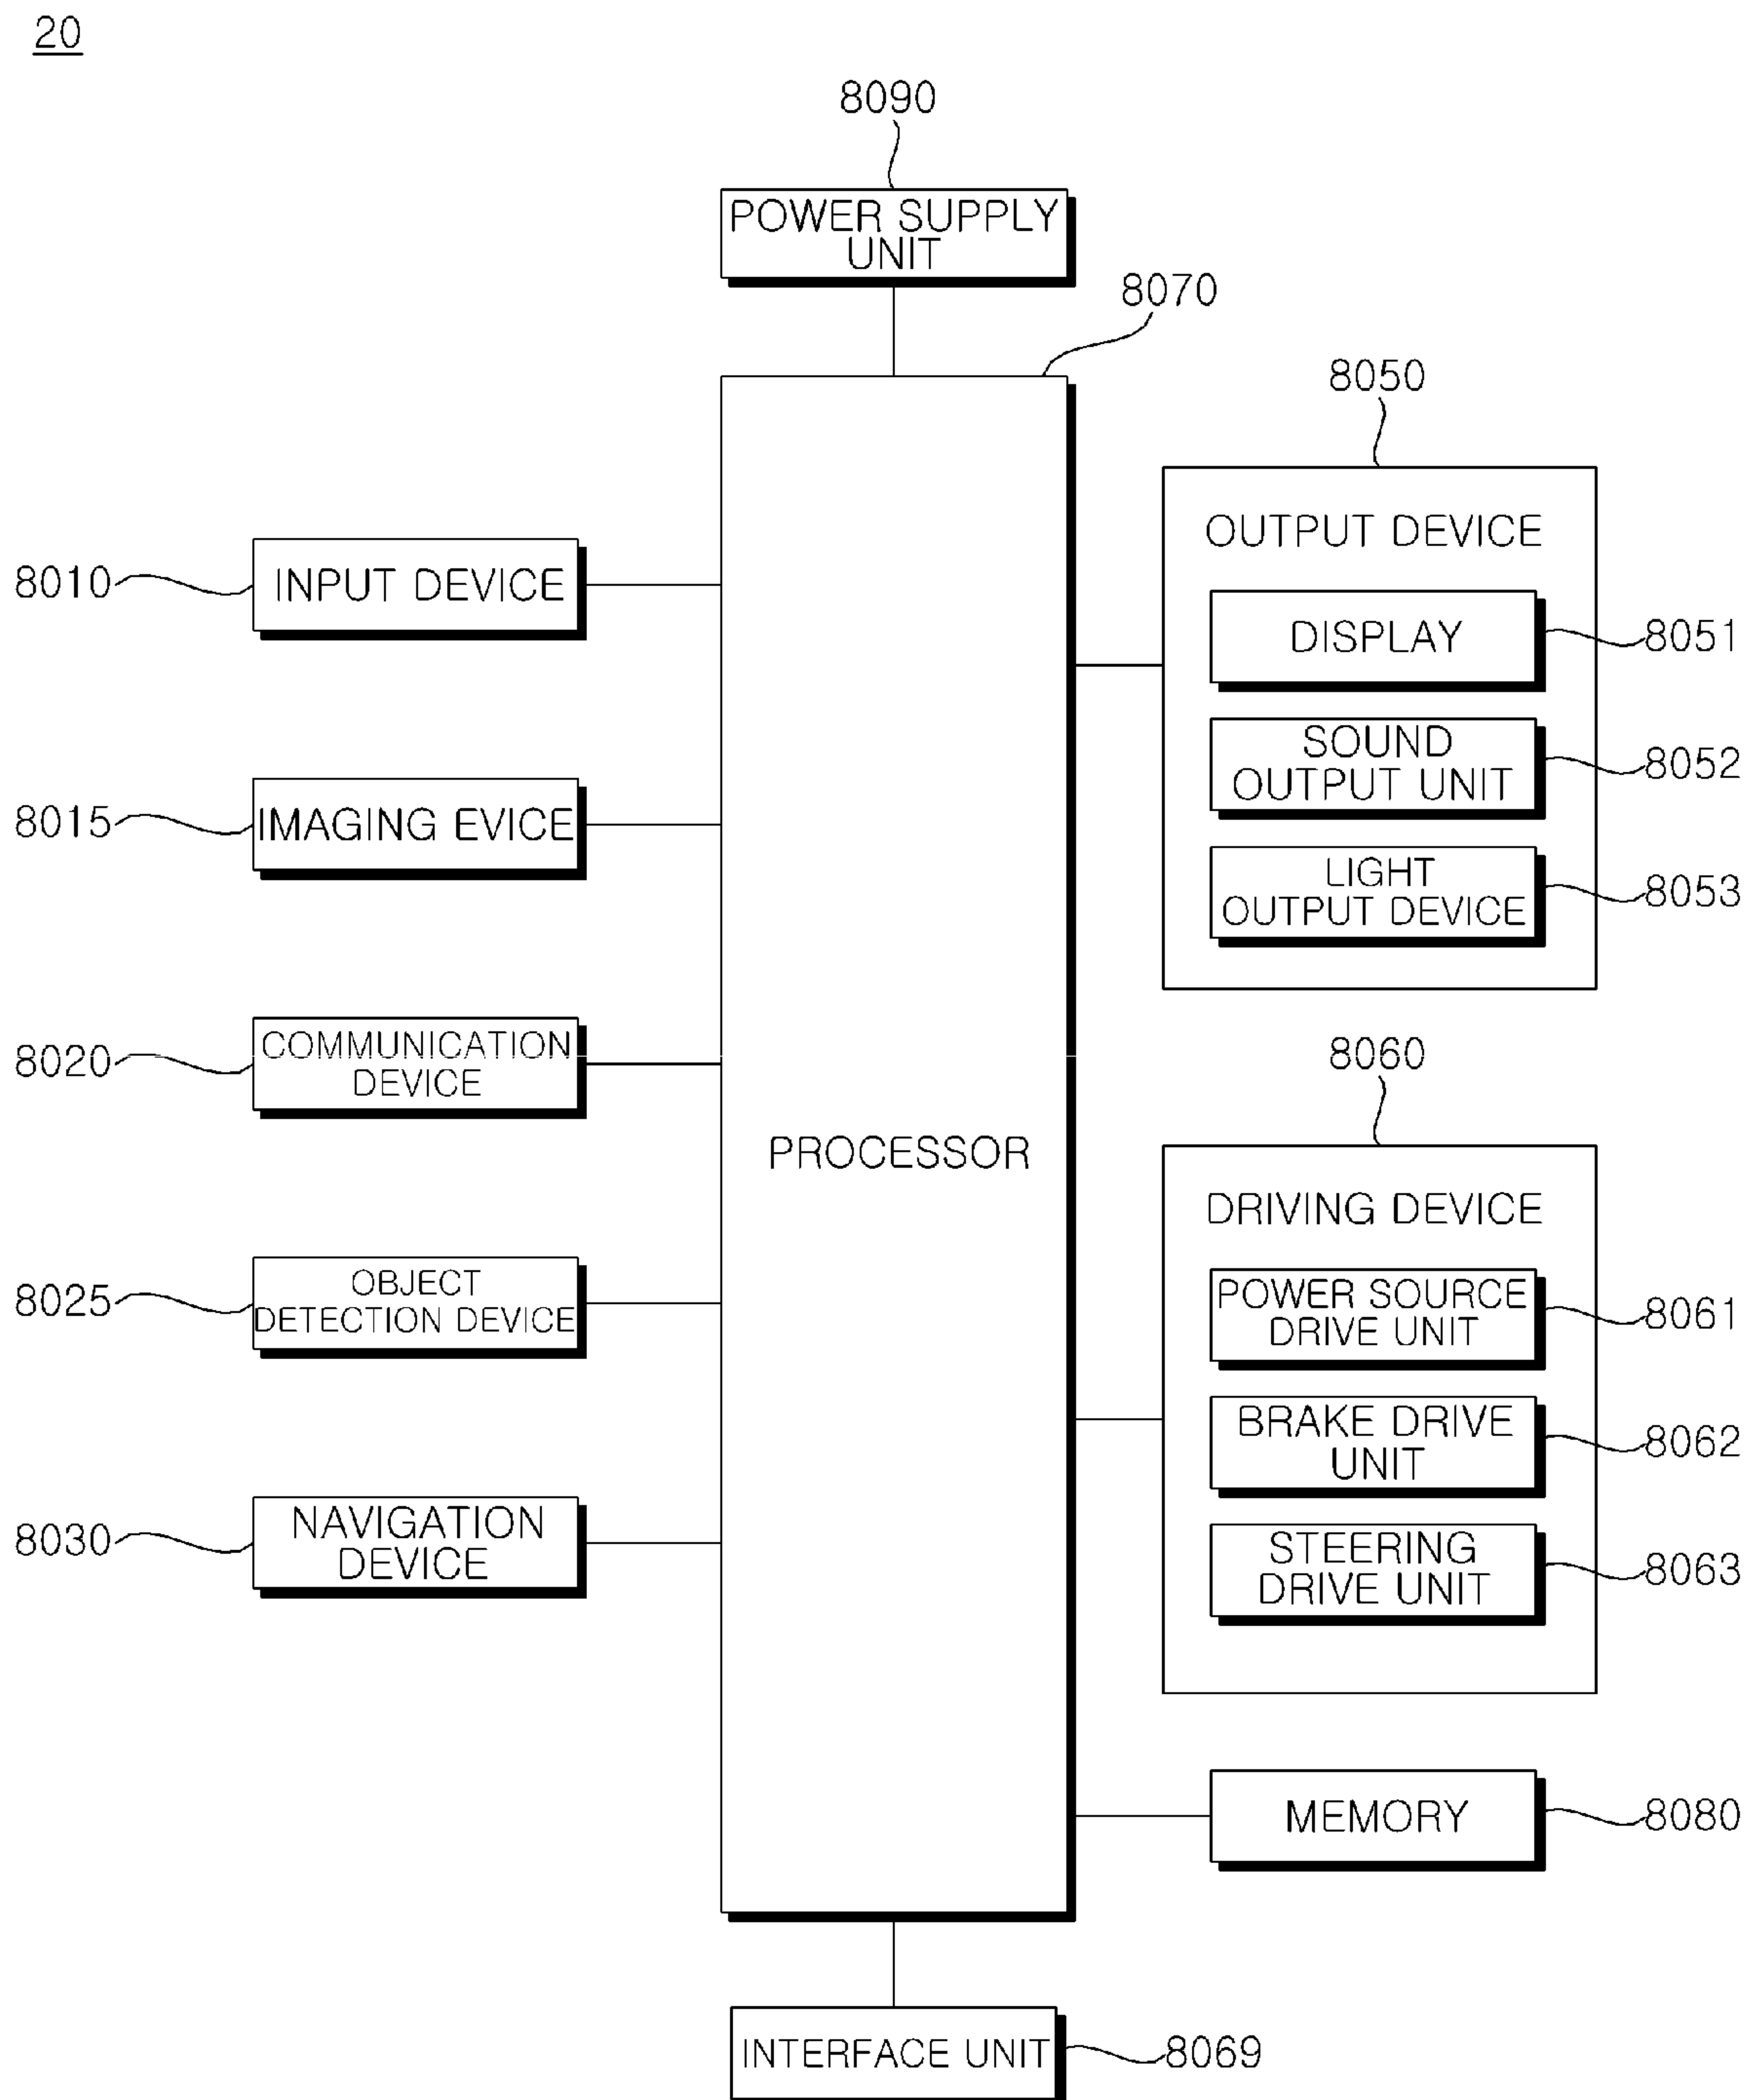 20
8090
POWER SUPPLY
UNIT
8070
8050
OUTPUT DEVICE
8010
INPUT DEVICE
DISPLAY
8051
SOUND
OUTPUT UNIT
8052
8015
IMAGING EVICE
LIGHT
OUTPUT DEVICE
8053
8020
COMMUNICATION
DEVICE
8060
PROCESSOR
DRIVING DEVICE
8025
OBJECT
DETECTION DEVICE
POWER SOURCE
DRIVE UNIT
8061
BRAKE DRIVE
UNIT
8062
8030
NAVIGATION
DEVICE
STEERING
DRIVE UNIT
8063
MEMORY
8080
INTERFACE UNIT
8069